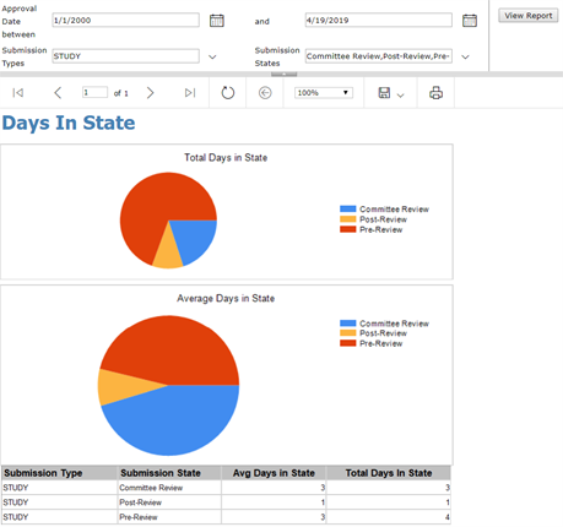 Approval
Date
between
1/1/2000
and
4/19/2019
View Report
Submission
Types
STUDY
Submission
States
Committee Review,Post-Review,Pre-
1 of 1
100%
Days In State
Total Days in State
Committee Review
Post-Review
Pre-Review
Average Days in State
Committee Review
Post-Review
Pre-Review
Submission Type Submission State Avg Days in State Total Days In State
STUDY Committee Review 3 3
STUDY Post-Review 1 1
STUDY Pre-Review 3 4